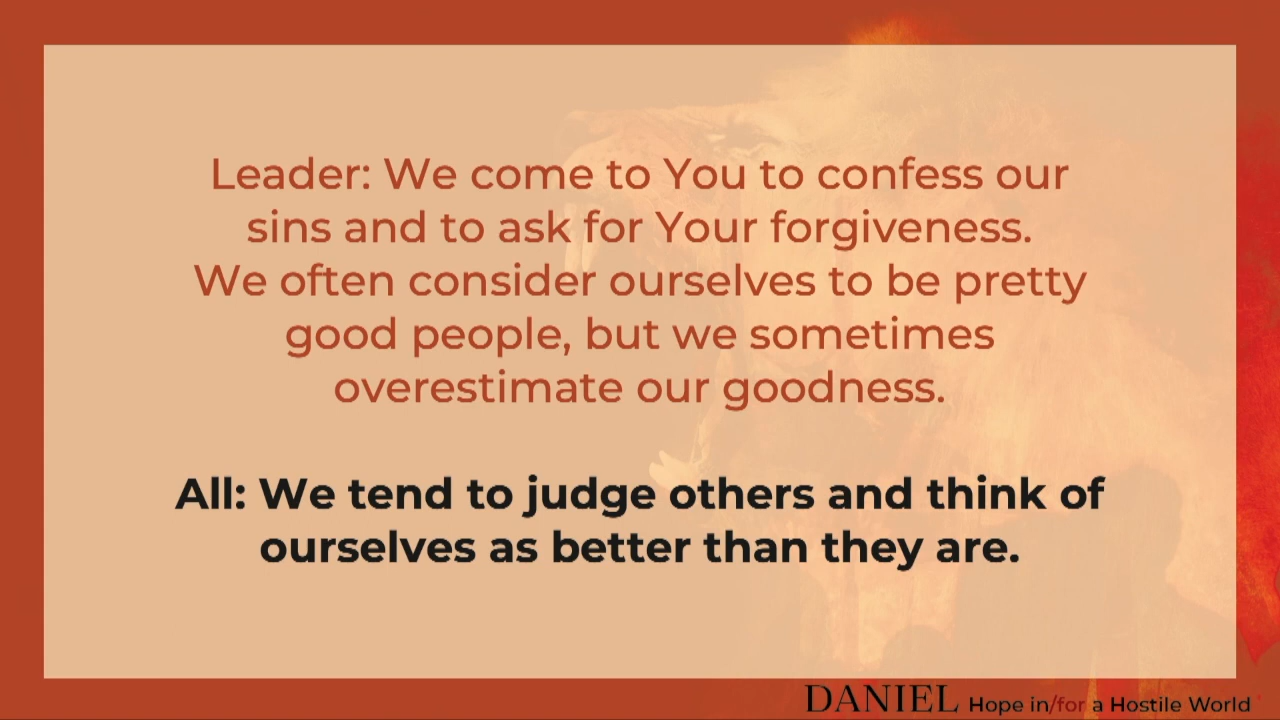 Leader: We come to You to confess our
sins and to ask for Your forgiveness.
We often consider ourselves to be pretty
good people, but we sometimes
overestimate our goodness.
All: We tend to judge others and think of
ourselves as better than they are.
DANIEL Hope in/for a Hostile World